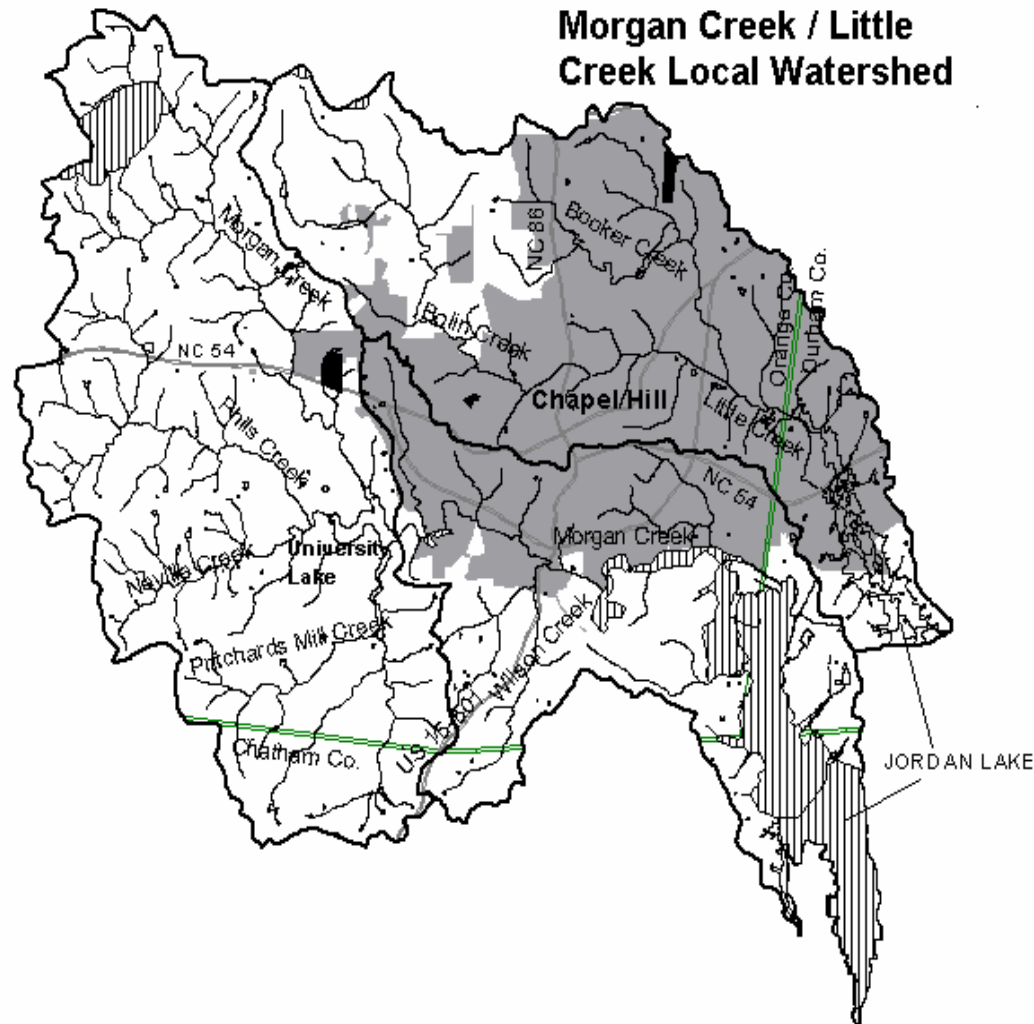 Morgan Creek / Little
Creek Local Watershed
NC 86
Booker Creek
Morgan Creek
Orange Co.
Durham Co.
Bolin Creek
NC 54
Chapel Hill
Little Creek
Phils Creek
NC 54
Morgan Creek
University
Lake
Neville Creek
Wilson Creek
Pritchards Mill Creek
US 15-501
Chatham Co.
JORDAN LAKE